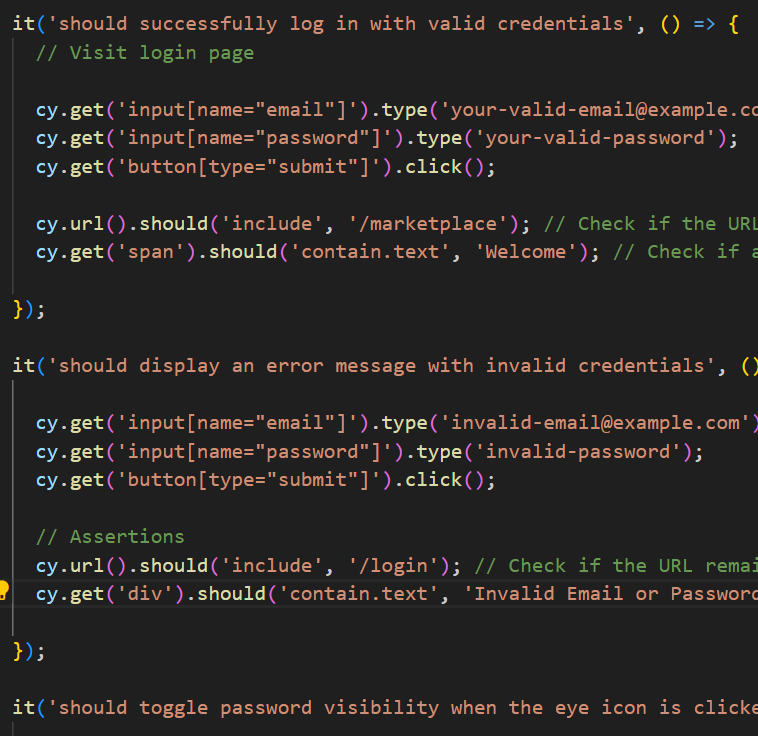 it('should successfully log in with valid credentials', () => {
// Visit login page
cy.get('input[name="email"]').type('your-valid-email@example.co
cy.get('input[name="password"]').type('your-valid-password');
cy.get('button[type="submit"]').click();
cy.url().should('include', '/marketplace'); // Check if the URL
cy.get('span').should('contain.text', 'Welcome'); // Check if a
});
it('should display an error message with invalid credentials', ()
cy.get('input[name="email"]').type('invalid-email@example.com')
cy.get('input[name="password"]').type('invalid-password');
cy.get('button[type="submit"]').click();
// Assertions
cy.url().should('include', '/login'); // Check if the URL remai
cy.get('div').should('contain.text', 'Invalid Email or Password
});
it('should toggle password visibility when the eye icon is clicke